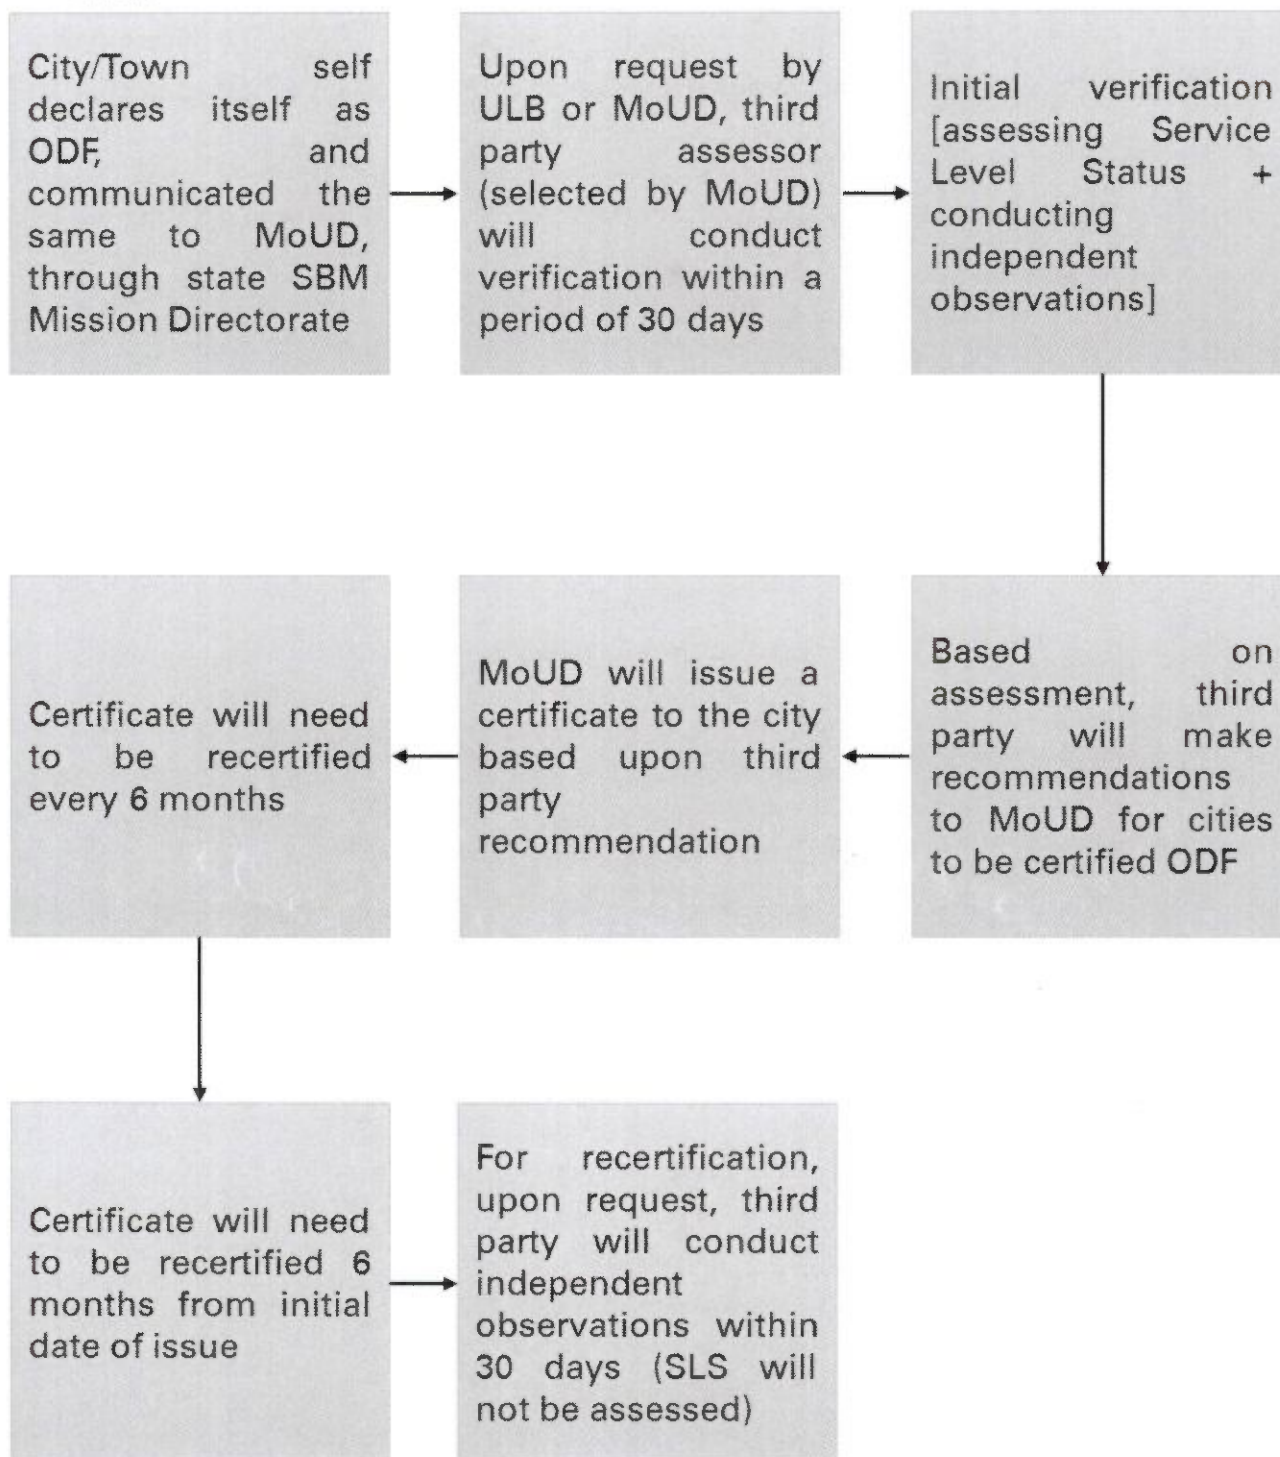 City/Town self
declares itself as
ODF, and
communicated the
same to MoUD,
through state SBM
Mission Directorate
Upon request by
ULB or MoUD, third
party assessor
(selected by MoUD)
will conduct
verification within a
period of 30 days
Initial verification
[assessing Service
Level Status +
conducting
independent
observations]
Based on
assessment, third
party will make
recommendations
to MoUD for cities
to be certified ODF
MoUD will issue a
certificate to the city
based upon third
party
recommendation
Certificate will need
to be recertified
every 6 months
Certificate will need
to be recertified 6
months from initial
date of issue
For recertification,
upon request, third
party will conduct
independent
observations within
30 days (SLS will
not be assessed)